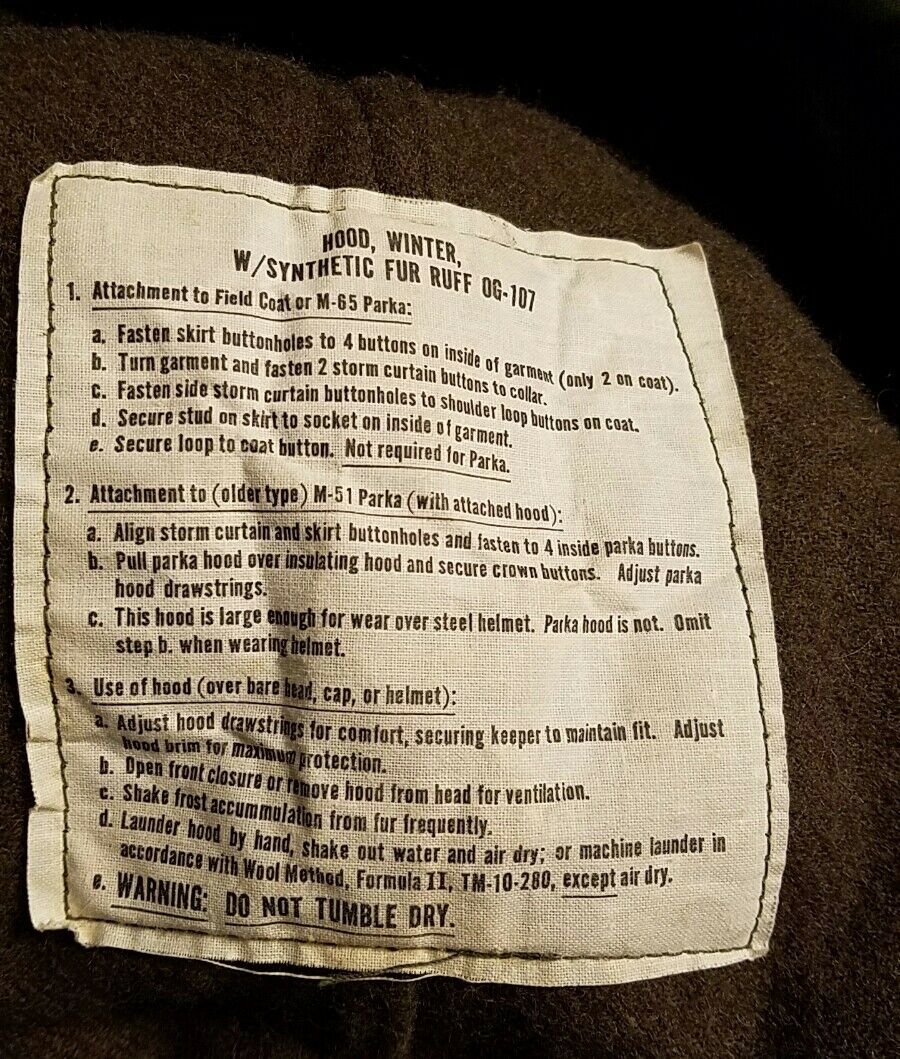 HOOD, WINTER,
W/SYNTHETIC FUR RUFF OG-107
1. Attachment to Field Coat or M-65 Parka:
a. Fasten skirt buttonholes to 4 buttons on inside of garment (only 2 on coat).
b. Turn garment and fasten 2 storm curtain buttons to collar.
c. Fasten side storm curtain buttonholes to shoulder loop buttons on coat.
d. Secure stud on skirt to socket on inside of garment.
e. Secure loop to coat button. Not required for Parka.
2. Attachment to (older type) M-51 Parka (with attached hood):
a. Align storm curtain and skirt buttonholes and fasten to 4 inside parka buttons.
b. Pull parka hood over insulating hood and secure crown buttons. Adjust parka
hood drawstrings.
c. This hood is large enough for wear over steel helmet. Parka hood is not. Omit
step b. when wearing helmet.
3. Use of hood (over bare head, cap, or helmet):
a. Adjust hood drawstrings for comfort, securing keeper to maintain fit. Adjust
hood brim for maximum protection.
b. Open front closure or remove hood from head for ventilation.
c. Shake frost accummulation from fur frequently.
d. Launder hood by hand, shake out water and air dry; or machine launder in
accordance with Wool Method, Formula II, TM-10-280, except air dry.
e. WARNING: DO NOT TUMBLE DRY.